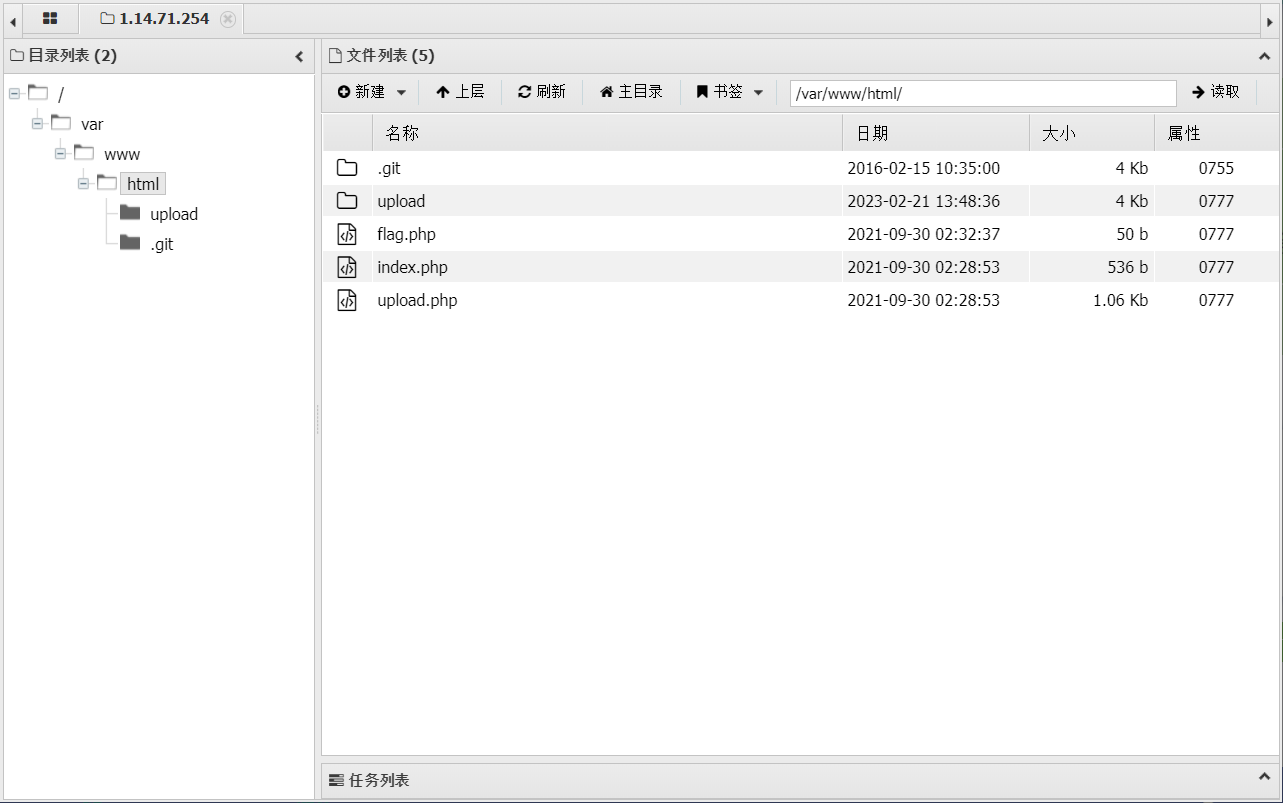 1.14.71.254
目录列表 (2)
/
var
www
html
upload
.git
文件列表 (5)
新建 上层 刷新 主目录 书签 /var/www/html/ 读取
名称 日期 大小 属性
.git 2016-02-15 10:35:00 4 Kb 0755
upload 2023-02-21 13:48:36 4 Kb 0777
flag.php 2021-09-30 02:32:37 50 b 0777
index.php 2021-09-30 02:28:53 536 b 0777
upload.php 2021-09-30 02:28:53 1.06 Kb 0777
任务列表